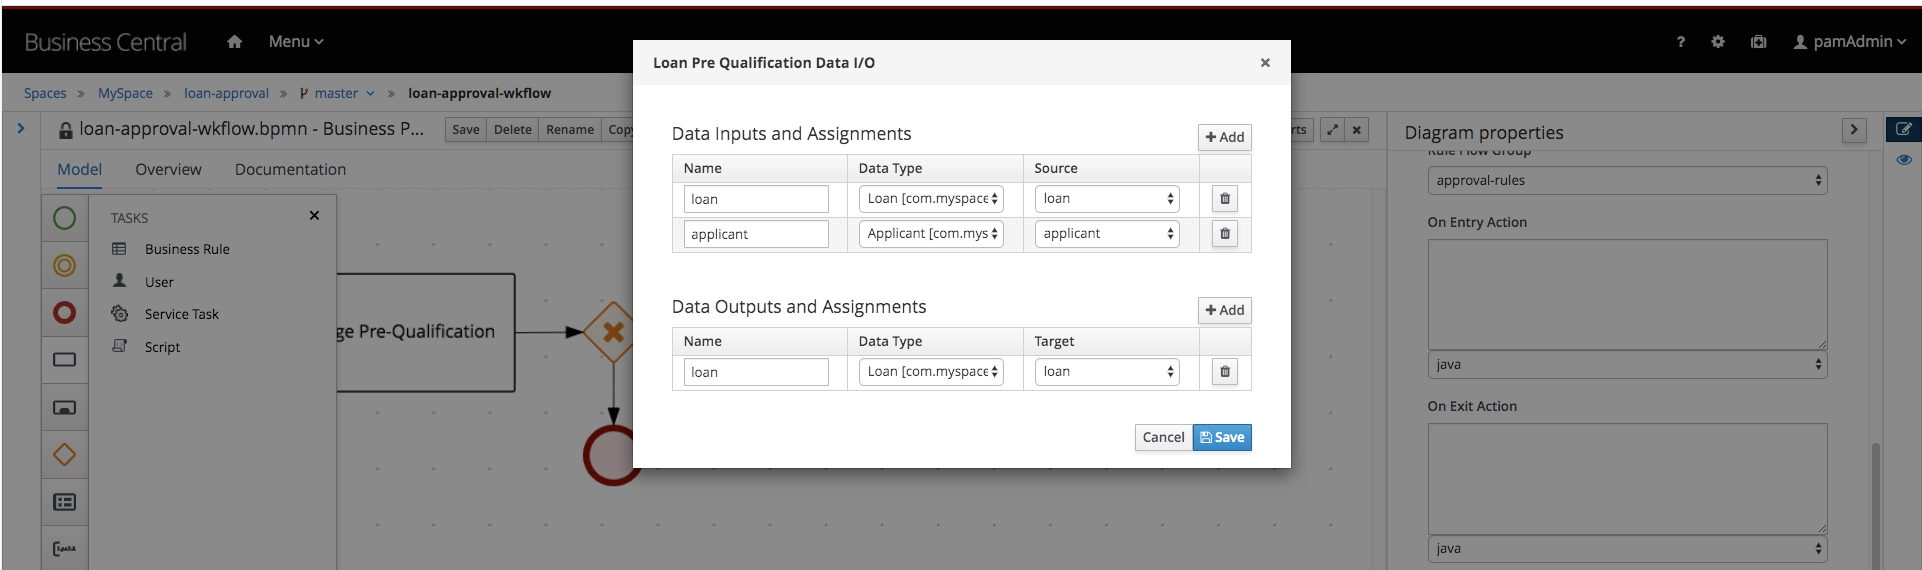 Business Central Menu ? pamAdmin
Loan Pre Qualification Data I/O ×
Spaces » MySpace » loan-approval » master » loan-approval-wkflow
loan-approval-wkflow.bpmn - Business P... Save Delete Rename Copy
Diagram properties
Model Overview Documentation
TASKS
Business Rule
User
Service Task
Script
ge Pre-Qualification
Data Inputs and Assignments + Add
Name Data Type Source
loan Loan [com.myspace loan
applicant Applicant [com.mys applicant
Data Outputs and Assignments + Add
Name Data Type Target
loan Loan [com.myspace loan
Cancel Save
Rule Flow Group
approval-rules
On Entry Action
java
On Exit Action
java